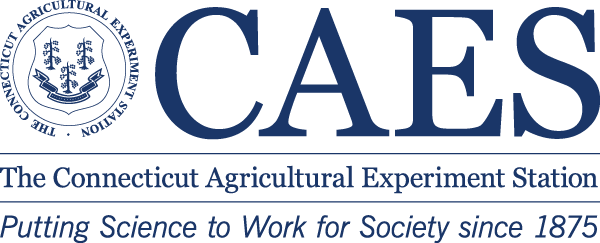 THE CONNECTICUT AGRICULTURAL EXPERIMENT STATION ·
CAES
The Connecticut Agricultural Experiment Station
Putting Science to Work for Society since 1875